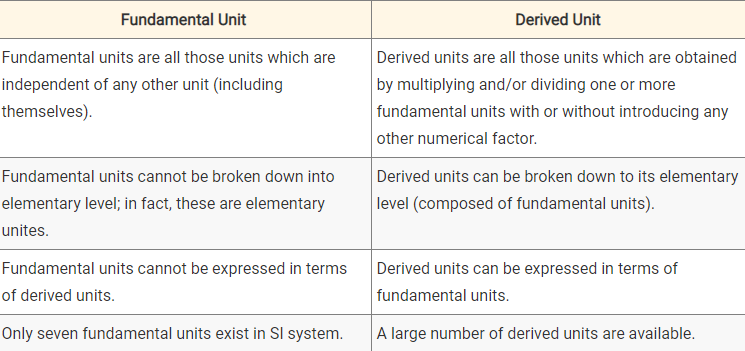 Fundamental Unit
Derived Unit
Fundamental units are all those units which are
independent of any other unit (including
themselves).
Derived units are all those units which are obtained
by multiplying and/or dividing one or more
fundamental units with or without introducing any
other numerical factor.
Fundamental units cannot be broken down into
elementary level; in fact, these are elementary
unites.
Derived units can be broken down to its elementary
level (composed of fundamental units).
Fundamental units cannot be expressed in terms
of derived units.
Derived units can be expressed in terms of
fundamental units.
Only seven fundamental units exist in SI system.
A large number of derived units are available.